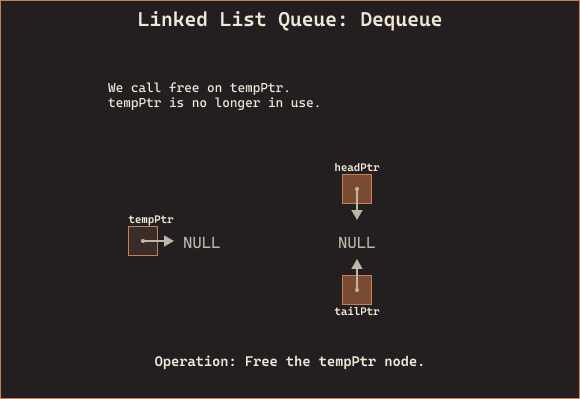 Linked List Queue: Dequeue
We call free on tempPtr.
tempPtr is no longer in use.
headPtr
tempPtr
NULL
NULL
tailPtr
Operation: Free the tempPtr node.